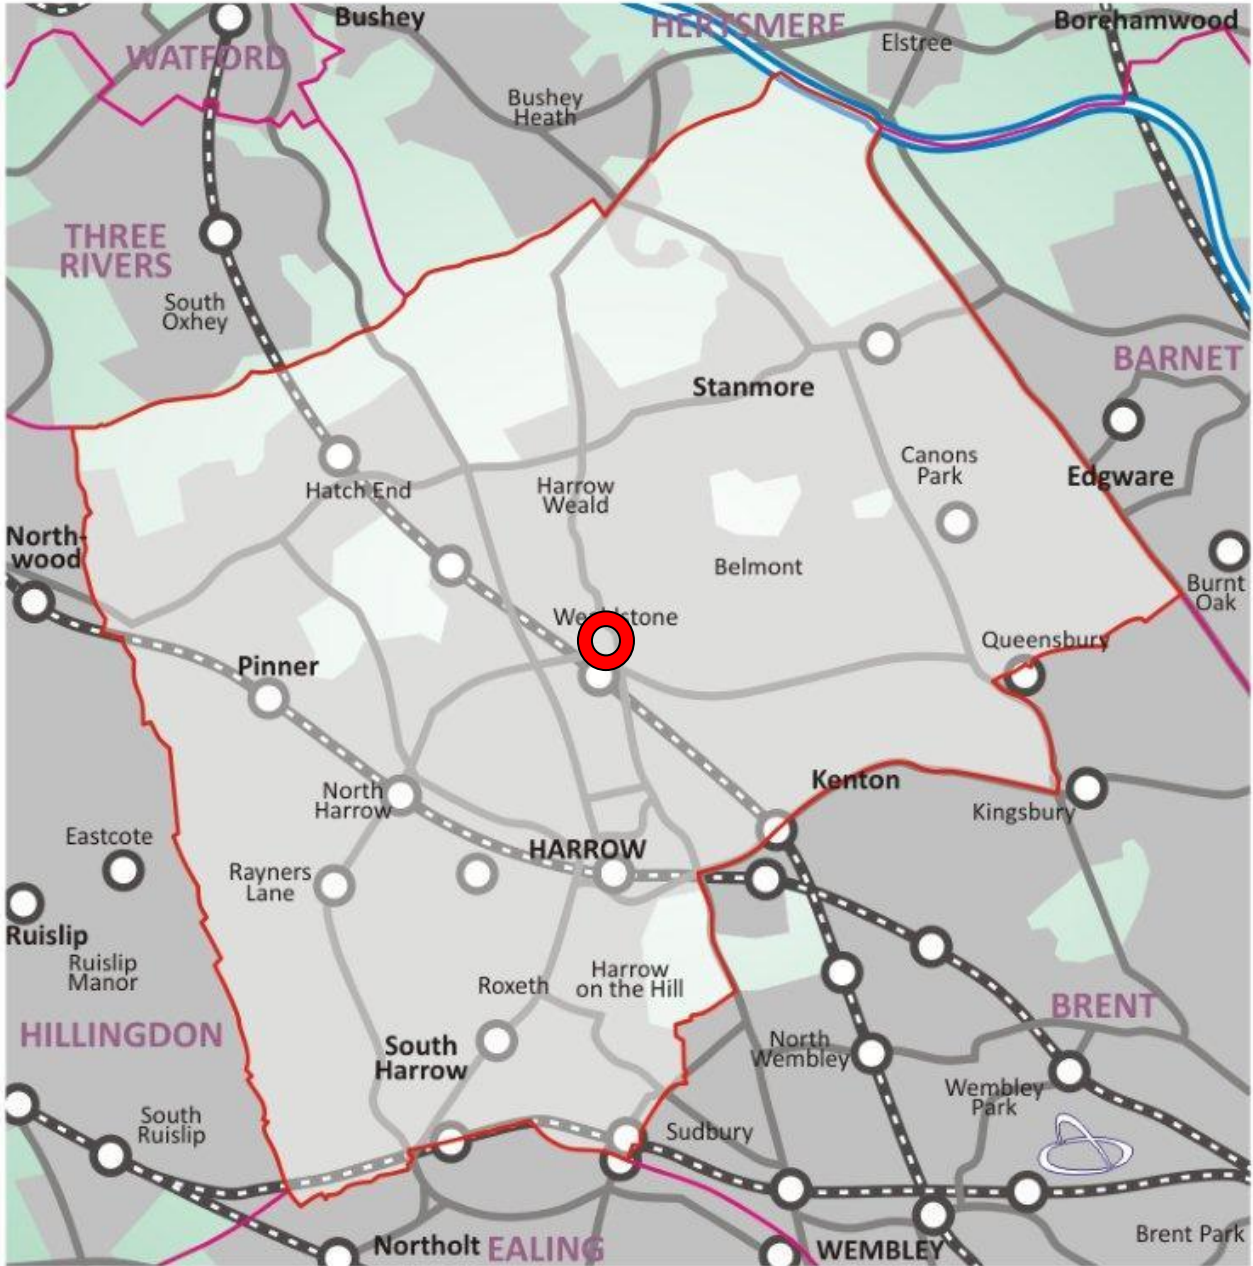 Bushey
HERTSMERE
Borehamwood
Elstree
WATFORD
Bushey
Heath
THREE
RIVERS
South
Oxhey
BARNET
Stanmore
Edgware
Canons
Park
Hatch End
Harrow
Weald
North-
wood
Belmont
Burnt
Oak
Wealdstone
Queensbury
Pinner
Kenton
North
Harrow
Kingsbury
Eastcote
HARROW
Rayners
Lane
Ruislip
Ruislip
Manor
Roxeth
Harrow
on the Hill
BRENT
HILLINGDON
South
Harrow
North
Wembley
Wembley
Park
South
Ruislip
Sudbury
Northolt
EALING
WEMBLEY
Brent Park